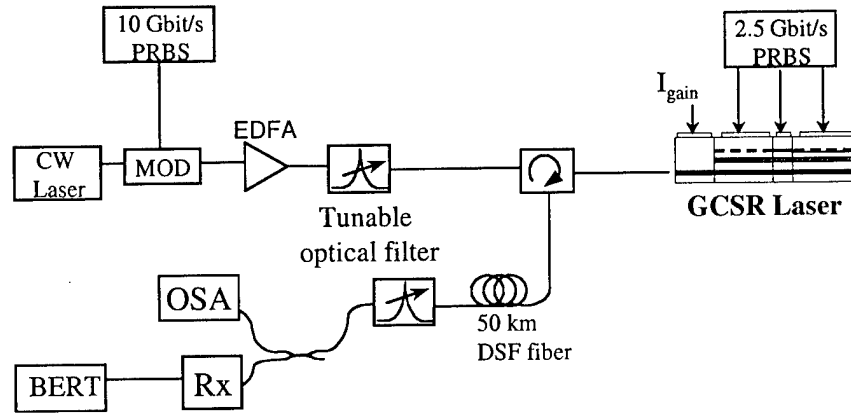 10 Gbit/s
PRBS
2.5 Gbit/s
PRBS
I_gain
EDFA
CW
Laser
MOD
GCSR Laser
Tunable
optical filter
OSA
50 km
DSF fiber
BERT
Rx